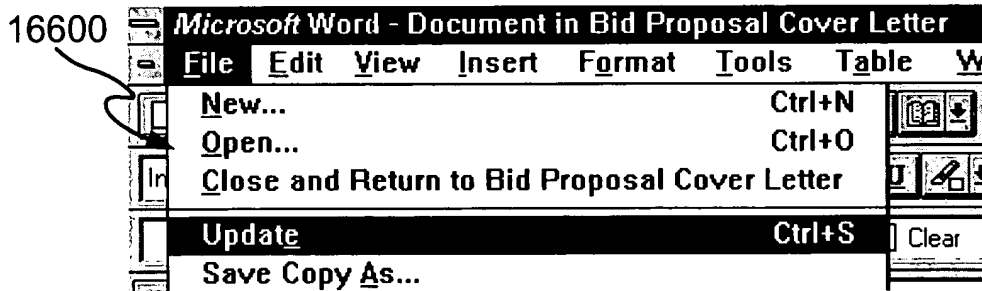 16600
Microsoft Word - Document in Bid Proposal Cover Letter
File Edit View Insert Format Tools Table W
New... Ctrl+N
Open... Ctrl+O
In
Close and Return to Bid Proposal Cover Letter U
Update Ctrl+S Clear
Save Copy As...